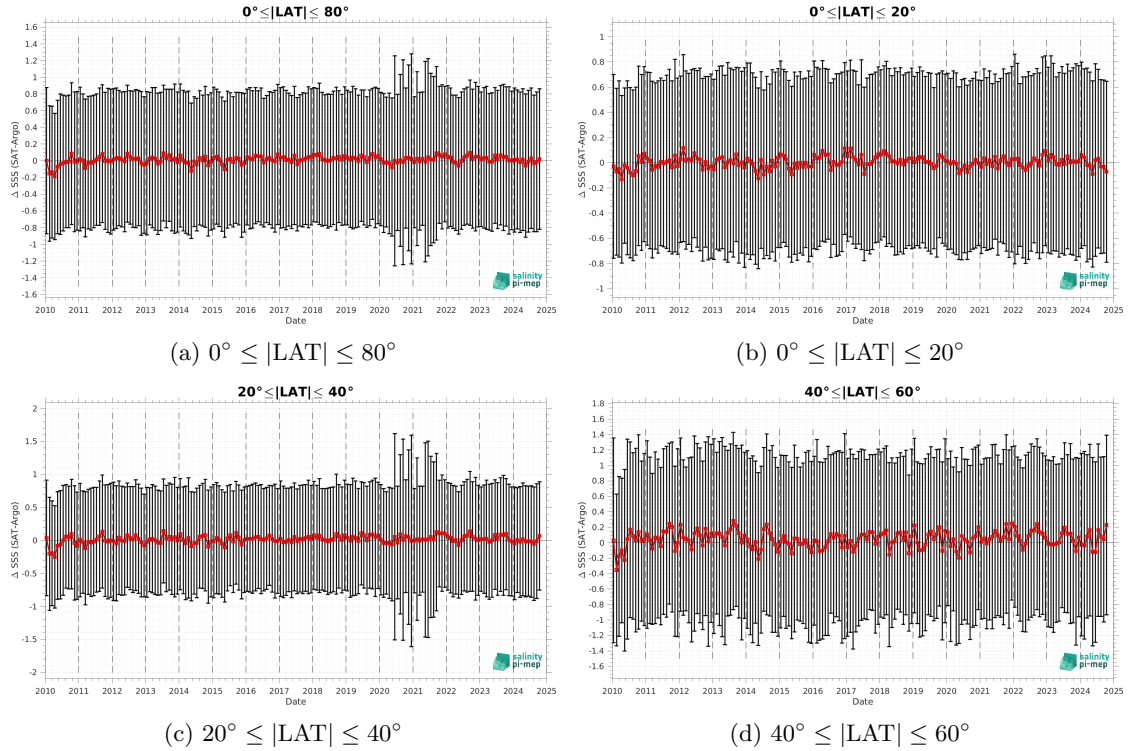 0°≤|LAT|≤ 80°
Δ SSS (SAT-Argo)
1.6
1.4
1.2
1
0.8
0.6
0.4
0.2
0
-0.2
-0.4
-0.6
-0.8
-1
-1.2
-1.4
-1.6
salinity
pi-mep
2010 2011 2012 2013 2014 2015 2016 2017 2018 2019 2020 2021 2022 2023 2024 2025
Date
(a) 0° ≤ |LAT| ≤ 80°
0°≤|LAT|≤ 20°
Δ SSS (SAT-Argo)
1
0.8
0.6
0.4
0.2
0
-0.2
-0.4
-0.6
-0.8
-1
salinity
pi-mep
2010 2011 2012 2013 2014 2015 2016 2017 2018 2019 2020 2021 2022 2023 2024 2025
Date
(b) 0° ≤ |LAT| ≤ 20°
20°≤|LAT|≤ 40°
Δ SSS (SAT-Argo)
2
1.5
1
0.5
0
-0.5
-1
-1.5
-2
salinity
pi-mep
2010 2011 2012 2013 2014 2015 2016 2017 2018 2019 2020 2021 2022 2023 2024 2025
Date
(c) 20° ≤ |LAT| ≤ 40°
40°≤|LAT|≤ 60°
Δ SSS (SAT-Argo)
1.8
1.6
1.4
1.2
1
0.8
0.6
0.4
0.2
0
-0.2
-0.4
-0.6
-0.8
-1
-1.2
-1.4
-1.6
salinity
pi-mep
2010 2011 2012 2013 2014 2015 2016 2017 2018 2019 2020 2021 2022 2023 2024 2025
Date
(d) 40° ≤ |LAT| ≤ 60°